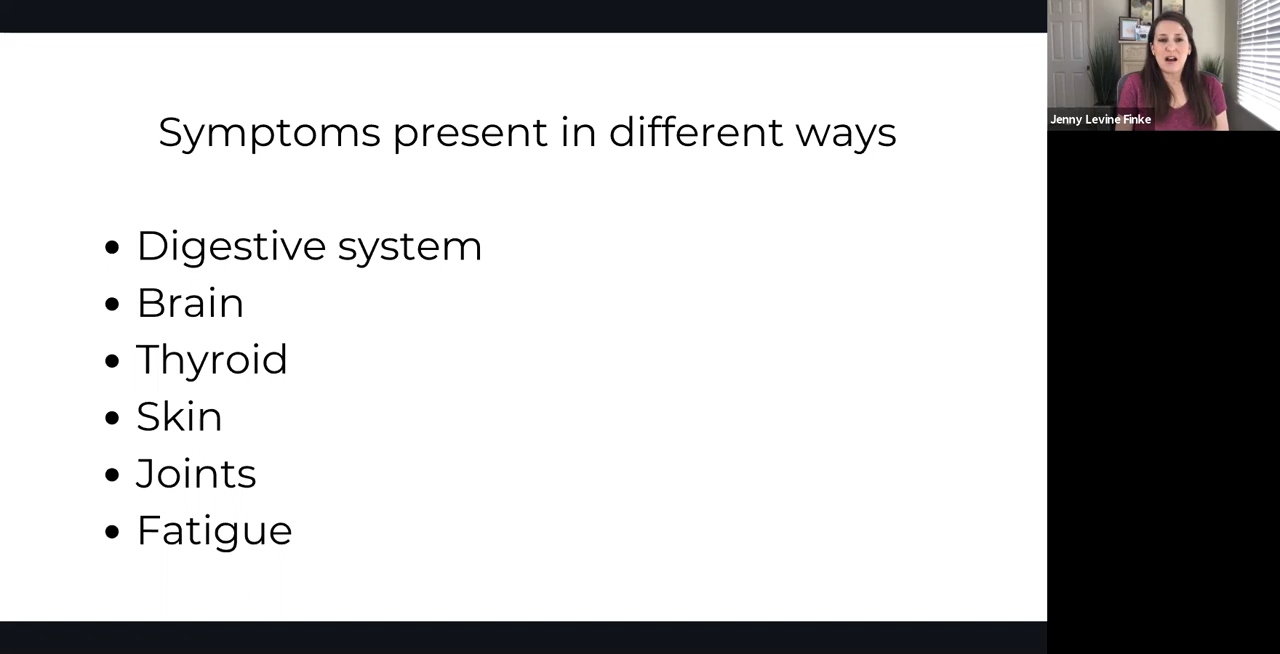 Symptoms present in different ways
Digestive system
Brain
Thyroid
Skin
Joints
Fatigue
Jenny Levine Finke